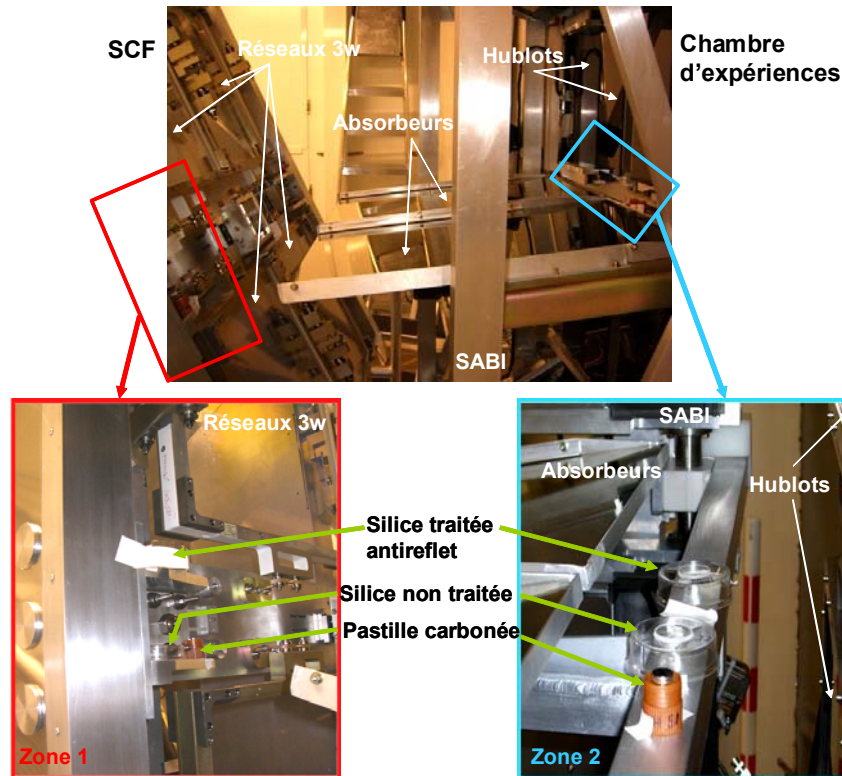 SCF
Réseaux 3w
Hublots
Chambre
d'expériences
Absorbeurs
SABI
Réseaux 3w
SABI
Absorbeurs
Hublots
Silice traitée
antireflet
Silice non traitée
Pastille carbonée
Zone 1
Zone 2